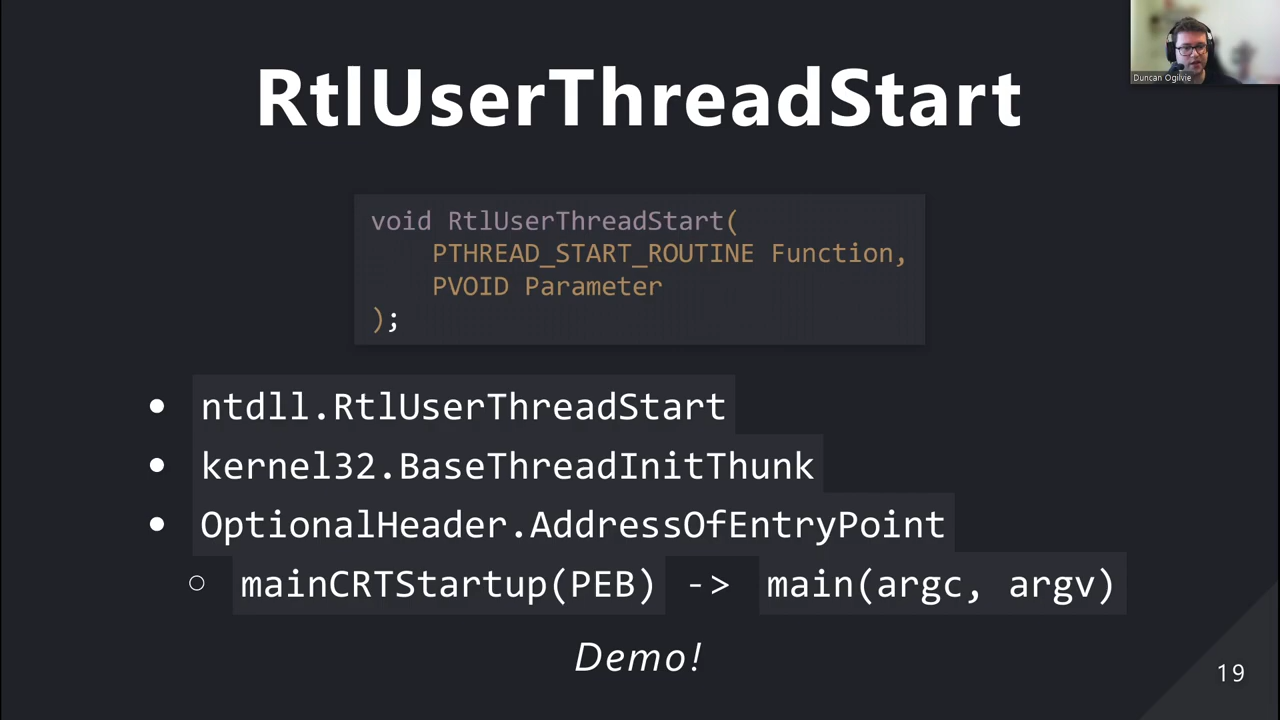 Duncan Ogilvie
RtlUserThreadStart
void RtlUserThreadStart(
    PTHREAD_START_ROUTINE Function,
    PVOID Parameter
);
• ntdll.RtlUserThreadStart
• kernel32.BaseThreadInitThunk
• OptionalHeader.AddressOfEntryPoint
○ mainCRTStartup(PEB) -> main(argc, argv)
Demo!
19